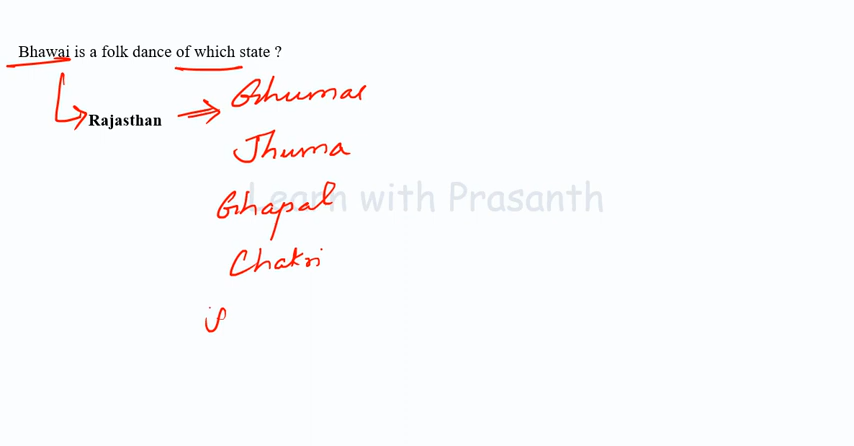 Bhawai is a folk dance of which state ?
Rajasthan
Ghumar
Jhuma
Ghapal
Chakri
Learn with Prasanth